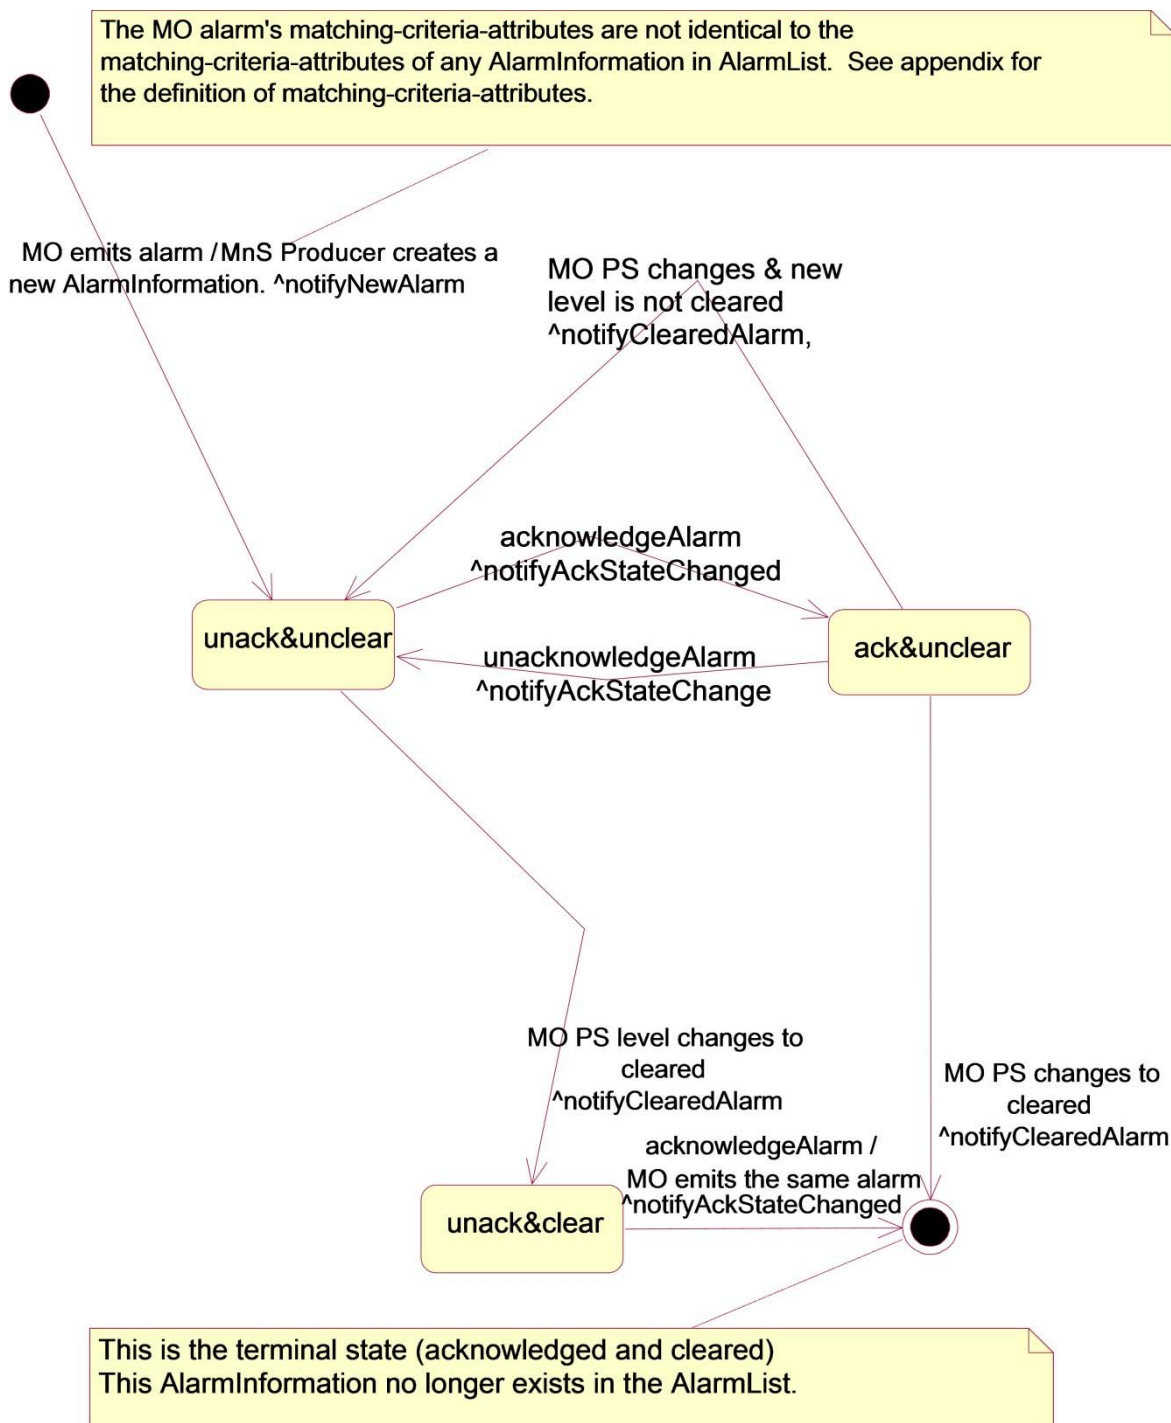 The MO alarm's matching-criteria-attributes are not identical to the
matching-criteria-attributes of any AlarmInformation in AlarmList.  See appendix for
the definition of matching-criteria-attributes.
MO emits alarm / MnS Producer creates a
new AlarmInformation. ^notifyNewAlarm
MO PS changes & new
level is not cleared
^notifyClearedAlarm,
acknowledgeAlarm
^notifyAckStateChanged
unack&unclear
ack&unclear
unacknowledgeAlarm
^notifyAckStateChange
MO PS level changes to
cleared
^notifyClearedAlarm
MO PS changes to
cleared
^notifyClearedAlarm
acknowledgeAlarm /
MO emits the same alarm
^notifyAckStateChanged
unack&clear
This is the terminal state (acknowledged and cleared)
This AlarmInformation no longer exists in the AlarmList.